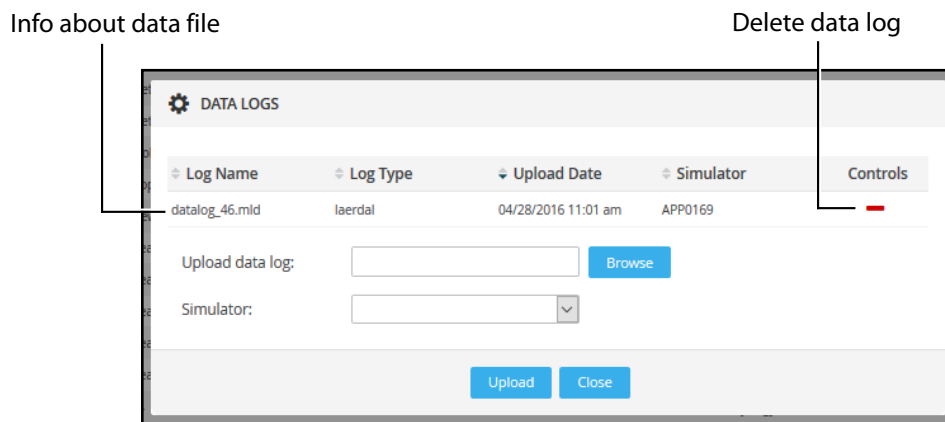 Info about data file
Delete data log
DATA LOGS
Log Name Log Type Upload Date Simulator Controls
datalog_46.mld laerdal 04/28/2016 11:01 am APP0169
Upload data log: Browse
Simulator:
Upload Close